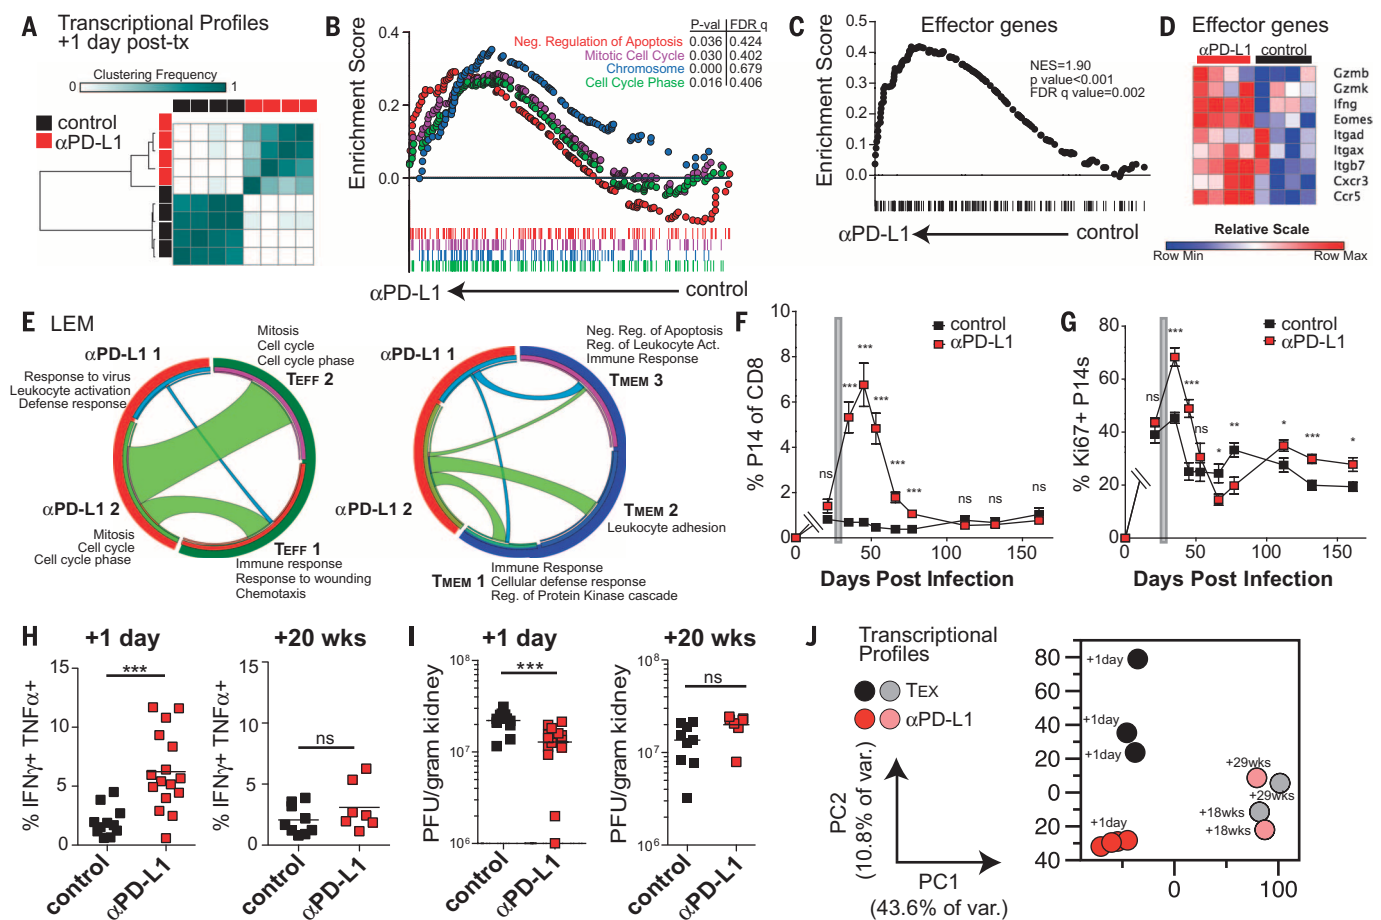 A Transcriptional Profiles
+1 day post-tx
Clustering Frequency
0 1
control
αPD-L1
B
Enrichment Score
0.4
0.2
0.0
P-val FDR q
Neg. Regulation of Apoptosis 0.036 0.424
Mitotic Cell Cycle 0.030 0.402
Chromosome 0.000 0.679
Cell Cycle Phase 0.016 0.406
αPD-L1 control
C Effector genes
Enrichment Score
0.5
0.4
0.3
0.2
0.1
0.0
NES=1.90
p value<0.001
FDR q value=0.002
αPD-L1 control
D Effector genes
αPD-L1 control
Gzmb
Gzmk
Ifng
Eomes
Itgad
Itgax
Itgb7
Cxcr3
Ccr5
Relative Scale
Row Min Row Max
E LEM
αPD-L1 1
Response to virus
Leukocyte activation
Defense response
Mitosis
Cell cycle
Cell cycle phase
TEFF 2
αPD-L1 2
Mitosis
Cell cycle
Cell cycle phase
TEFF 1
Immune response
Response to wounding
Chemotaxis
αPD-L1 1
Neg. Reg. of Apoptosis
Reg. of Leukocyte Act.
Immune Response
TMEM 3
αPD-L1 2
TMEM 2
Leukocyte adhesion
TMEM 1
Immune Response
Cellular defense response
Reg. of Protein Kinase cascade
F
% P14 of CD8
10
8
6
4
2
0
control
αPD-L1
ns *** *** *** *** *** ns ns ns
0 50 100 150
Days Post Infection
G
% Ki67+ P14s
80
60
40
20
0
control
αPD-L1
ns *** *** ns * ** * *** *
0 50 100 150
Days Post Infection
H +1 day
% IFNγ+ TNFα+
15
10
5
0
***
control αPD-L1
+20 wks
% IFNγ+ TNFα+
15
10
5
0
ns
control αPD-L1
I +1 day
PFU/gram kidney
10⁸
10⁷
10⁶
***
control αPD-L1
+20 wks
PFU/gram kidney
10⁸
10⁷
10⁶
ns
control αPD-L1
J Transcriptional
Profiles
TEX
αPD-L1
PC2
(10.8% of var.)
PC1
(43.6% of var.)
80
60
40
20
0
20
40
+1day
+1day
+1day
+1day
+29wks
+29wks
+18wks
+18wks
0 100